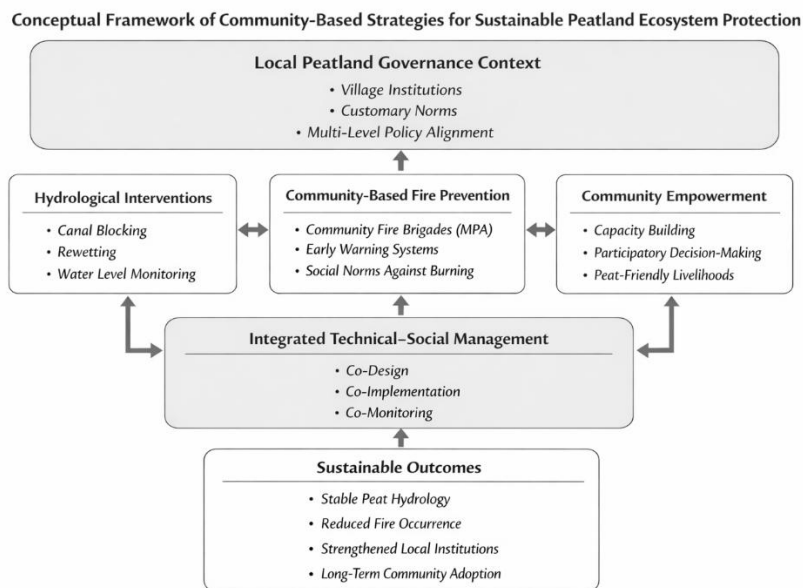 Conceptual Framework of Community-Based Strategies for Sustainable Peatland Ecosystem Protection
Local Peatland Governance Context
• Village Institutions
• Customary Norms
• Multi-Level Policy Alignment
Hydrological Interventions
• Canal Blocking
• Rewetting
• Water Level Monitoring
Community-Based Fire Prevention
• Community Fire Brigades (MPA)
• Early Warning Systems
• Social Norms Against Burning
Community Empowerment
• Capacity Building
• Participatory Decision-Making
• Peat-Friendly Livelihoods
Integrated Technical–Social Management
• Co-Design
• Co-Implementation
• Co-Monitoring
Sustainable Outcomes
• Stable Peat Hydrology
• Reduced Fire Occurrence
• Strengthened Local Institutions
• Long-Term Community Adoption